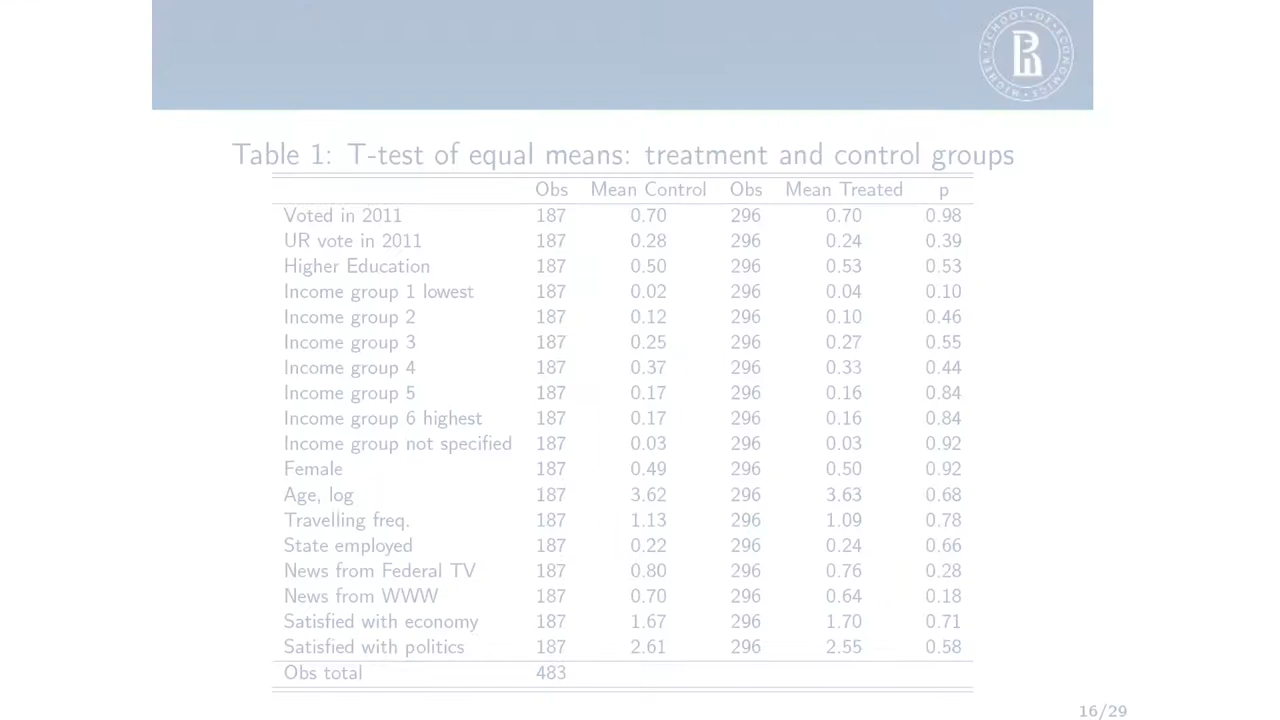 HIGHER · SCHOOL · OF · ECONOMICS ·
Table 1: T-test of equal means: treatment and control groups
Obs Mean Control Obs Mean Treated p
Voted in 2011 187 0.70 296 0.70 0.98
UR vote in 2011 187 0.28 296 0.24 0.39
Higher Education 187 0.50 296 0.53 0.53
Income group 1 lowest 187 0.02 296 0.04 0.10
Income group 2 187 0.12 296 0.10 0.46
Income group 3 187 0.25 296 0.27 0.55
Income group 4 187 0.37 296 0.33 0.44
Income group 5 187 0.17 296 0.16 0.84
Income group 6 highest 187 0.17 296 0.16 0.84
Income group not specified 187 0.03 296 0.03 0.92
Female 187 0.49 296 0.50 0.92
Age, log 187 3.62 296 3.63 0.68
Travelling freq. 187 1.13 296 1.09 0.78
State employed 187 0.22 296 0.24 0.66
News from Federal TV 187 0.80 296 0.76 0.28
News from WWW 187 0.70 296 0.64 0.18
Satisfied with economy 187 1.67 296 1.70 0.71
Satisfied with politics 187 2.61 296 2.55 0.58
Obs total 483
16/29